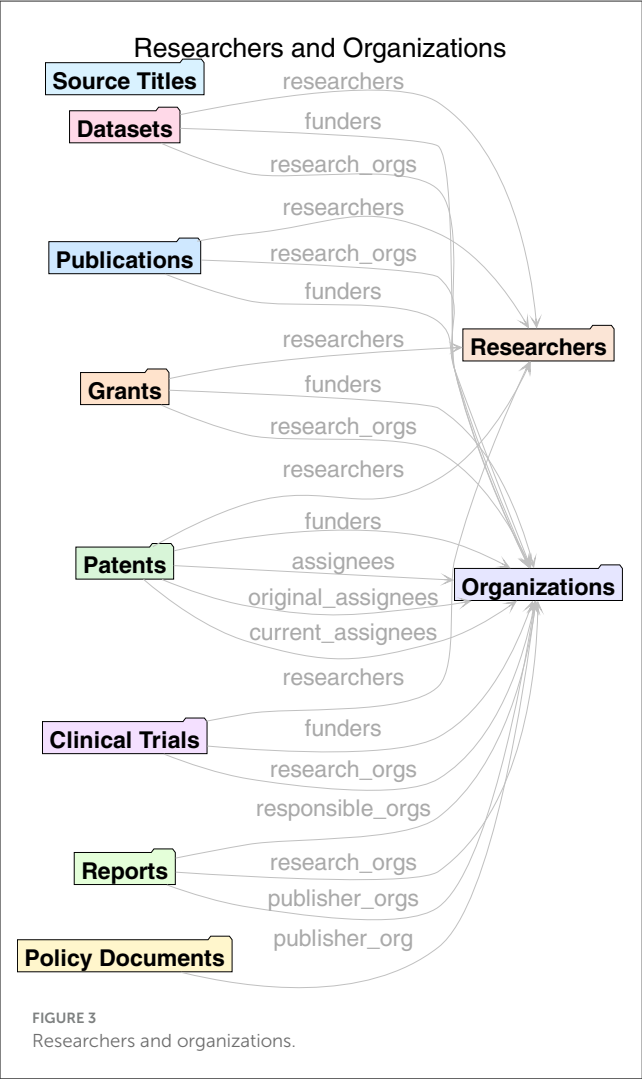 Researchers and Organizations
Source Titles
researchers
Datasets
funders
research_orgs
researchers
Publications
research_orgs
funders
researchers
Researchers
Grants
funders
research_orgs
researchers
funders
Patents
assignees
Organizations
original_assignees
current_assignees
researchers
Clinical Trials
funders
research_orgs
responsible_orgs
Reports
research_orgs
publisher_orgs
publisher_org
Policy Documents
FIGURE 3
Researchers and organizations.